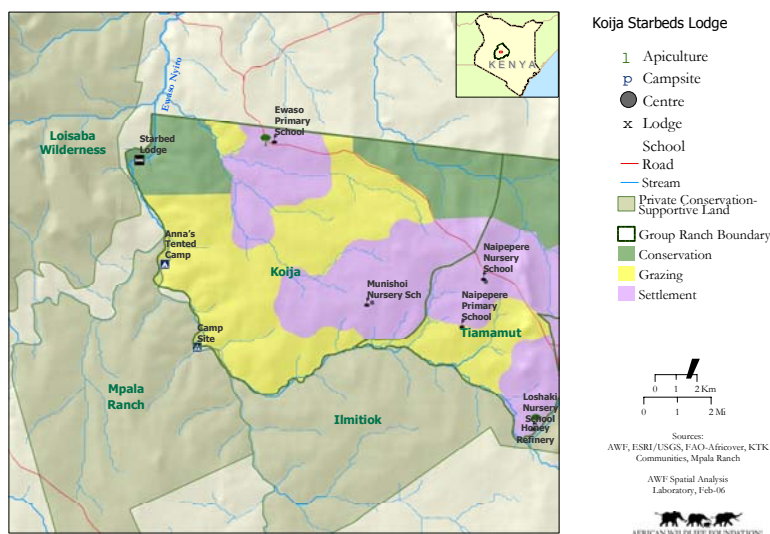 Koija Starbeds Lodge
l Apiculture
p Campsite
Centre
x Lodge
School
Road
Stream
Private Conservation-
Supportive Land
Group Ranch Boundary
Conservation
Grazing
Settlement
0 1 2 Km
0 1 2 Mi
Sources:
AWF, ESRI/USGS, FAO-Africover, KTK
Communities, Mpala Ranch
AWF Spatial Analysis
Laboratory, Feb-06
AFRICAN WILDLIFE FOUNDATION
KENYA
Ewaso Nyiro
Ewaso
Primary
School
Loisaba
Wilderness
Starbed
Lodge
Anna's
Tented
Camp
Koija
Naipepere
Nursery
School
Munishoi
Nursery Sch
Naipepere
Primary
School
Tiamamut
Camp
Site
Mpala
Ranch
Ilmitiok
Loshaki
Nursery
School
Honey
Refinery